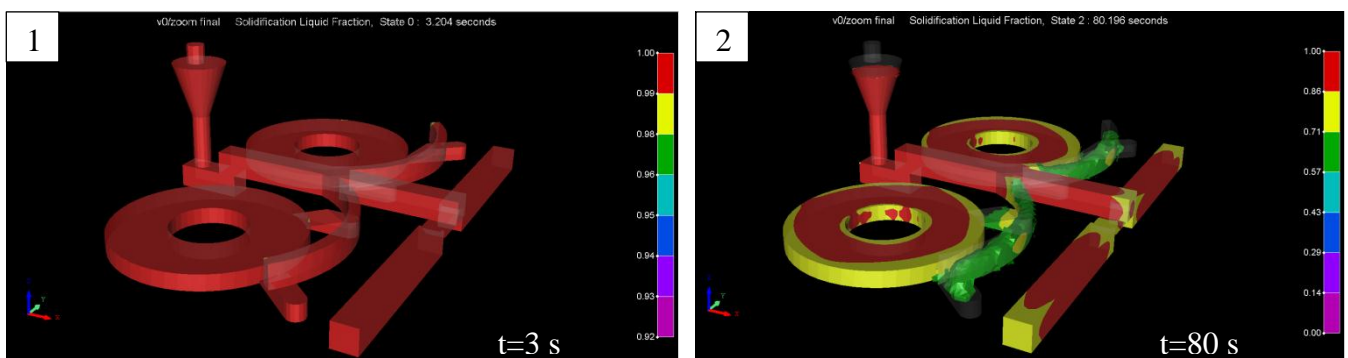 1
v0/zoom final Solidification Liquid Fraction, State 0 : 3.204 seconds
1.00
0.99
0.98
0.96
0.95
0.94
0.93
0.92
Z
Y
X
t=3 s
2
v0/zoom final Solidification Liquid Fraction, State 2 : 80.196 seconds
1.00
0.86
0.71
0.57
0.43
0.29
0.14
0.00
Z
Y
X
t=80 s